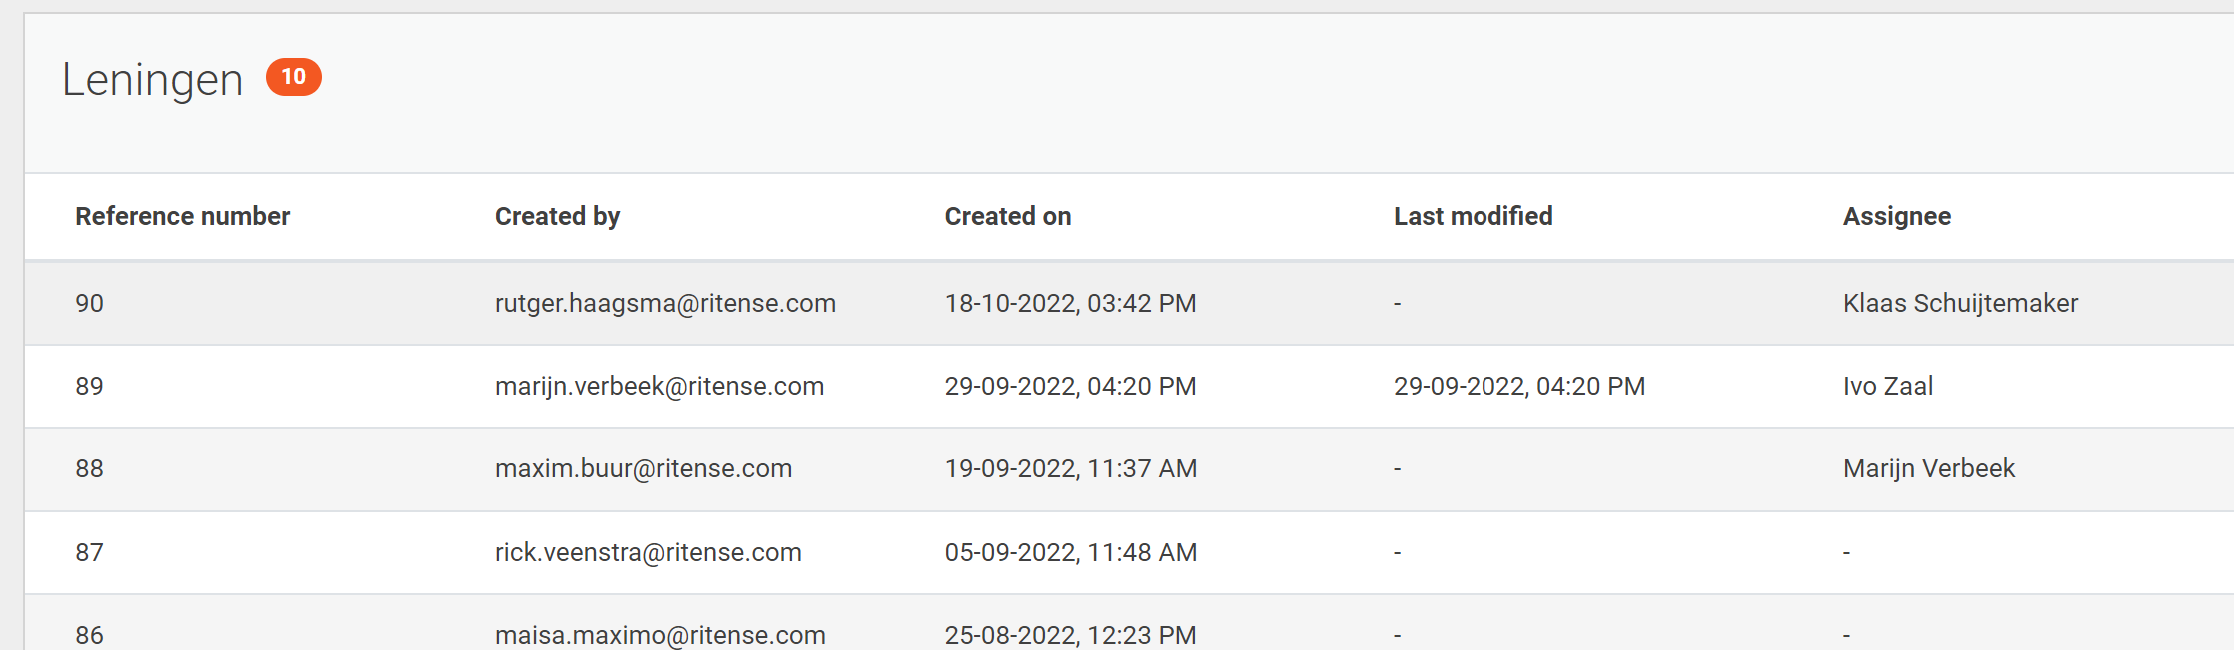 Leningen 10
Reference number Created by Created on Last modified Assignee
90 rutger.haagsma@ritense.com 18-10-2022, 03:42 PM - Klaas Schuijtemaker
89 marijn.verbeek@ritense.com 29-09-2022, 04:20 PM 29-09-2022, 04:20 PM Ivo Zaal
88 maxim.buur@ritense.com 19-09-2022, 11:37 AM - Marijn Verbeek
87 rick.veenstra@ritense.com 05-09-2022, 11:48 AM - -
86 maisa.maximo@ritense.com 25-08-2022, 12:23 PM - -